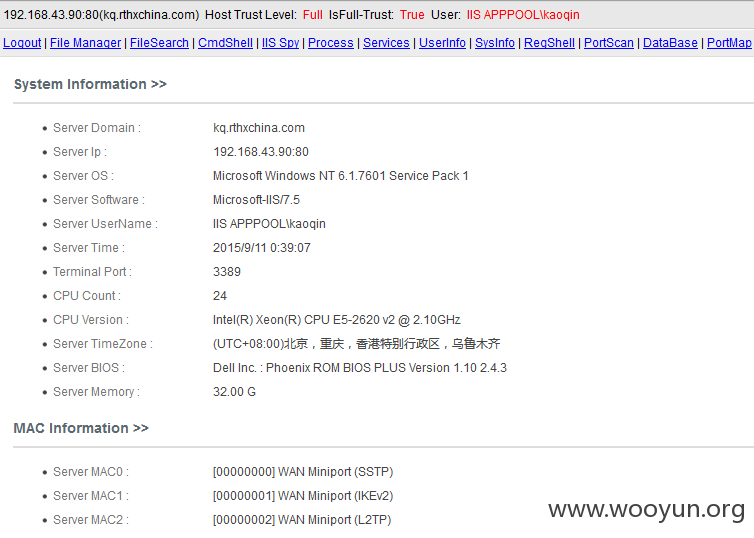 192.168.43.90:80(kq.rthxchina.com) Host Trust Level: Full IsFull-Trust: True User: IIS APPPOOL\kaoqin
Logout | File Manager | FileSearch | CmdShell | IIS Spy | Process | Services | UserInfo | SysInfo | RegShell | PortScan | DataBase | PortMap
System Information >>
Server Domain : kq.rthxchina.com
Server Ip : 192.168.43.90:80
Server OS : Microsoft Windows NT 6.1.7601 Service Pack 1
Server Software : Microsoft-IIS/7.5
Server UserName : IIS APPPOOL\kaoqin
Server Time : 2015/9/11 0:39:07
Terminal Port : 3389
CPU Count : 24
CPU Version : Intel(R) Xeon(R) CPU E5-2620 v2 @ 2.10GHz
Server TimeZone : (UTC+08:00)北京，重庆，香港特别行政区，乌鲁木齐
Server BIOS : Dell Inc. : Phoenix ROM BIOS PLUS Version 1.10 2.4.3
Server Memory : 32.00 G
MAC Information >>
Server MAC0 : [00000000] WAN Miniport (SSTP)
Server MAC1 : [00000001] WAN Miniport (IKEv2)
Server MAC2 : [00000002] WAN Miniport (L2TP)
www.wooyun.org